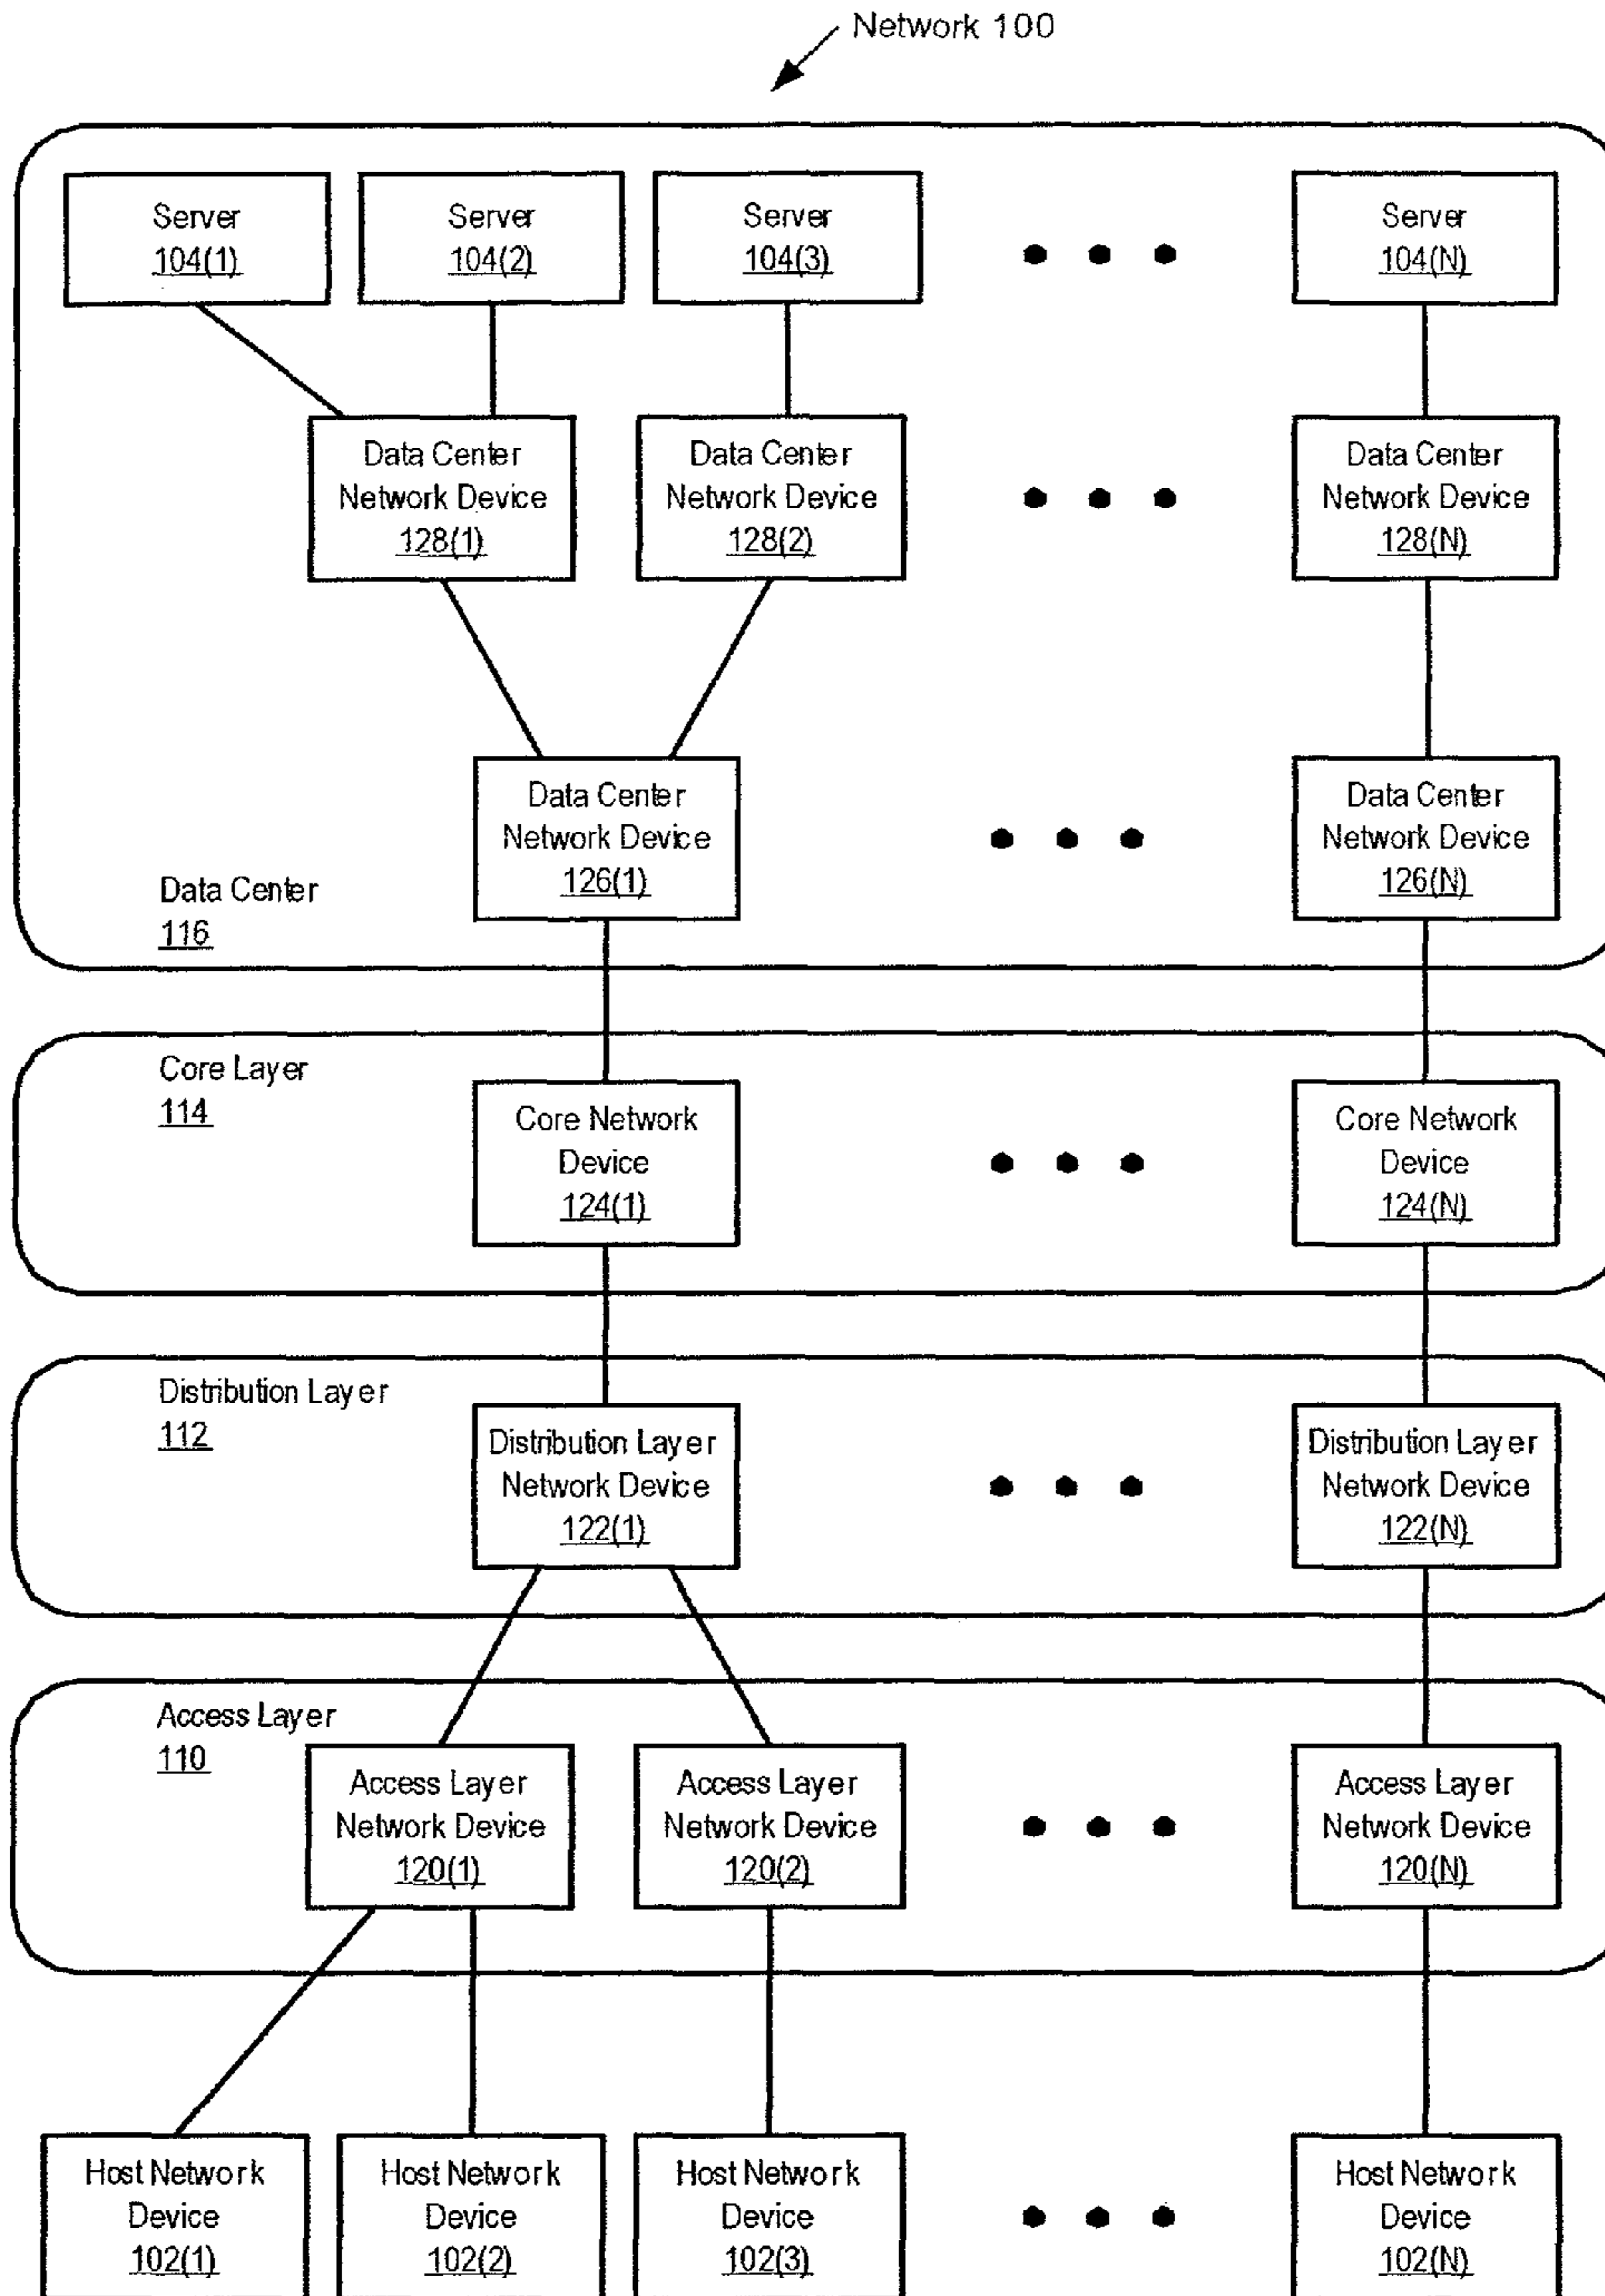 Network 100
Server
104(1)
Server
104(2)
Server
104(3)
Server
104(N)
Data Center
Network Device
128(1)
Data Center
Network Device
128(2)
Data Center
Network Device
128(N)
Data Center
Network Device
126(1)
Data Center
Network Device
126(N)
Data Center
116
Core Layer
114
Core Network
Device
124(1)
Core Network
Device
124(N)
Distribution Layer
112
Distribution Layer
Network Device
122(1)
Distribution Layer
Network Device
122(N)
Access Layer
110
Access Layer
Network Device
120(1)
Access Layer
Network Device
120(2)
Access Layer
Network Device
120(N)
Host Network
Device
102(1)
Host Network
Device
102(2)
Host Network
Device
102(3)
Host Network
Device
102(N)